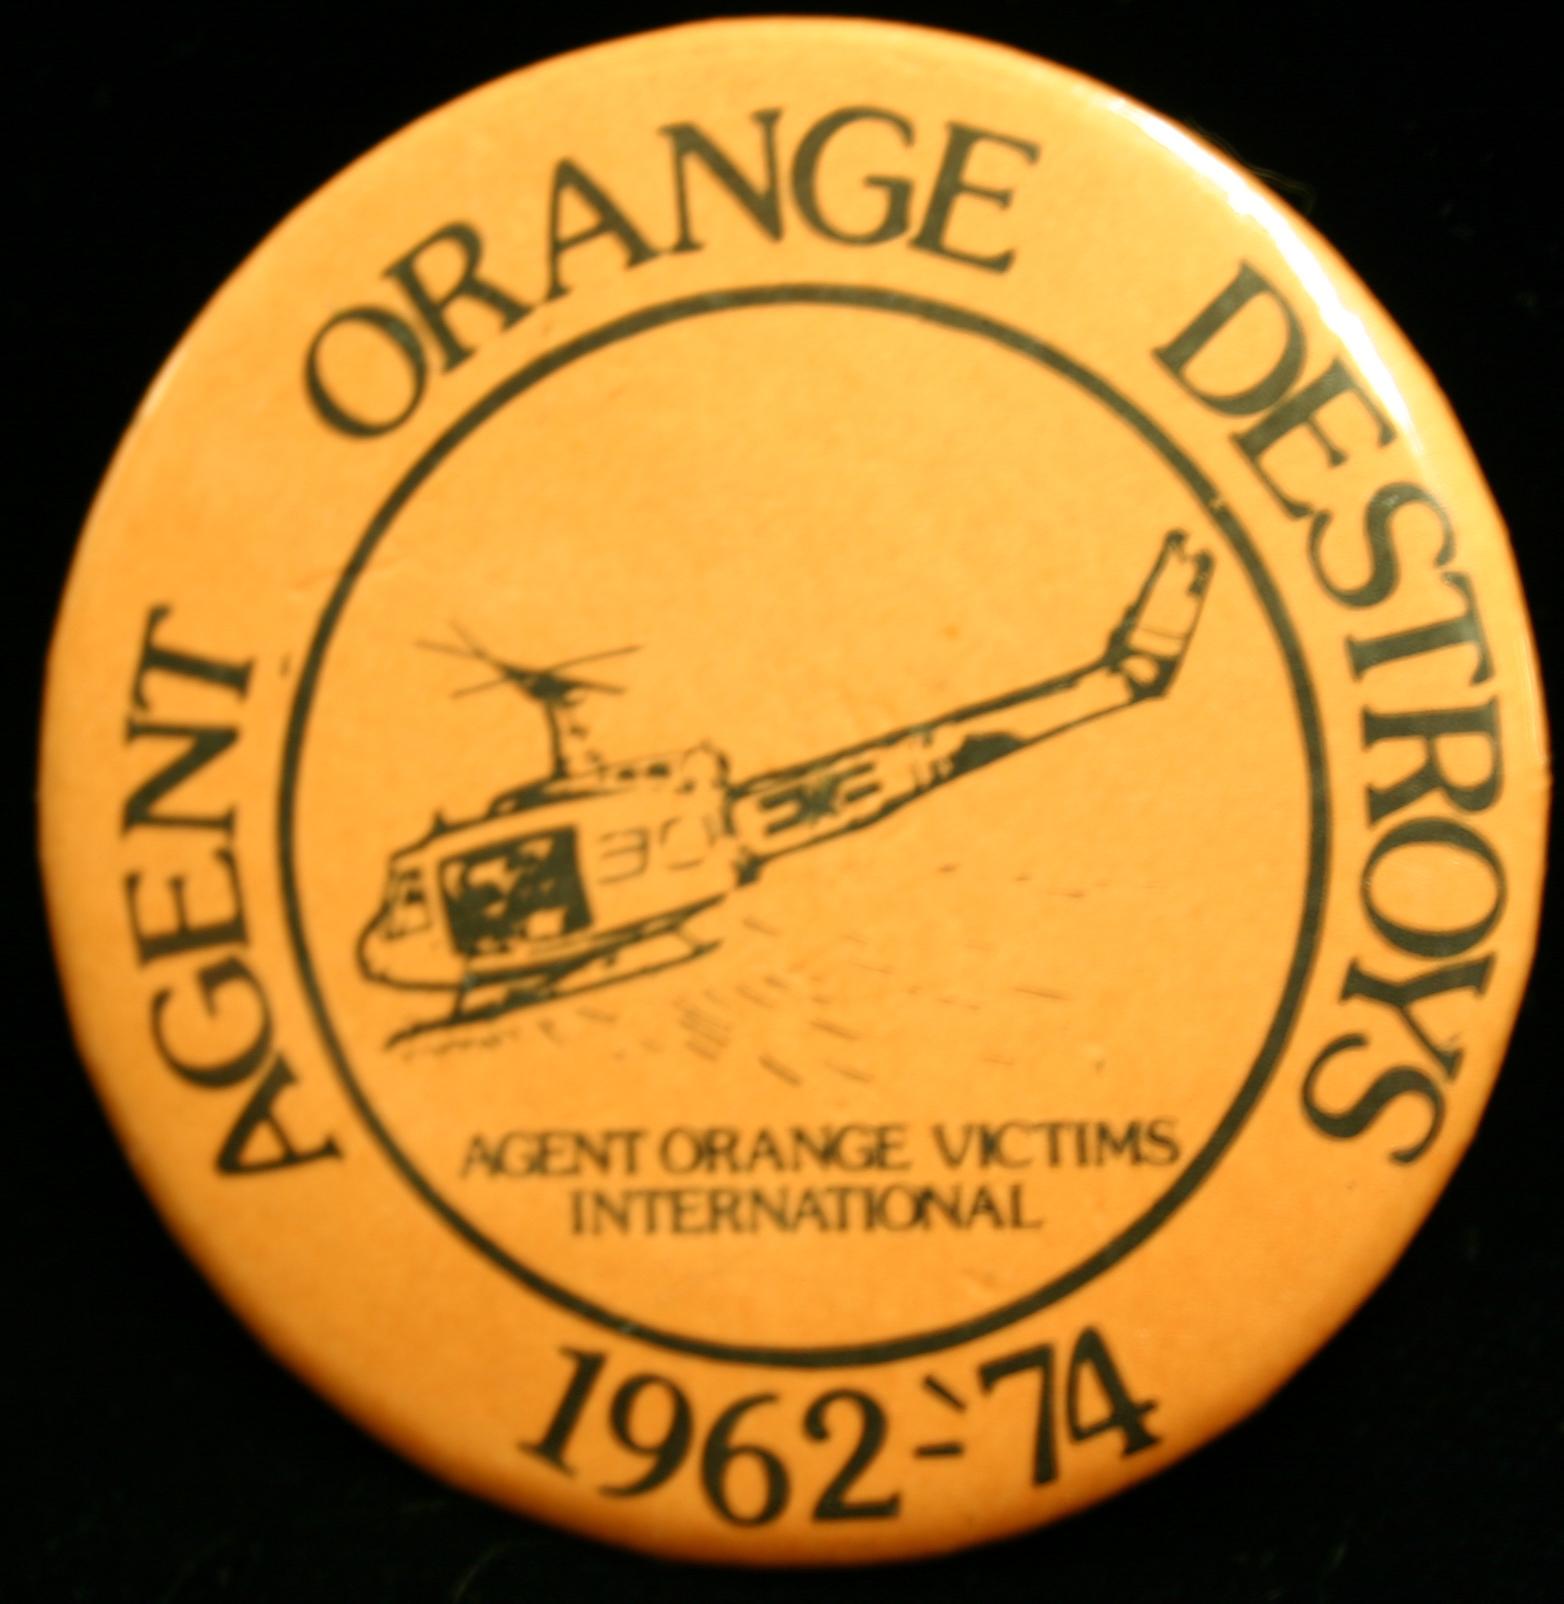 AGENT ORANGE DESTROYS
AGENT ORANGE VICTIMS
INTERNATIONAL
1962-'74